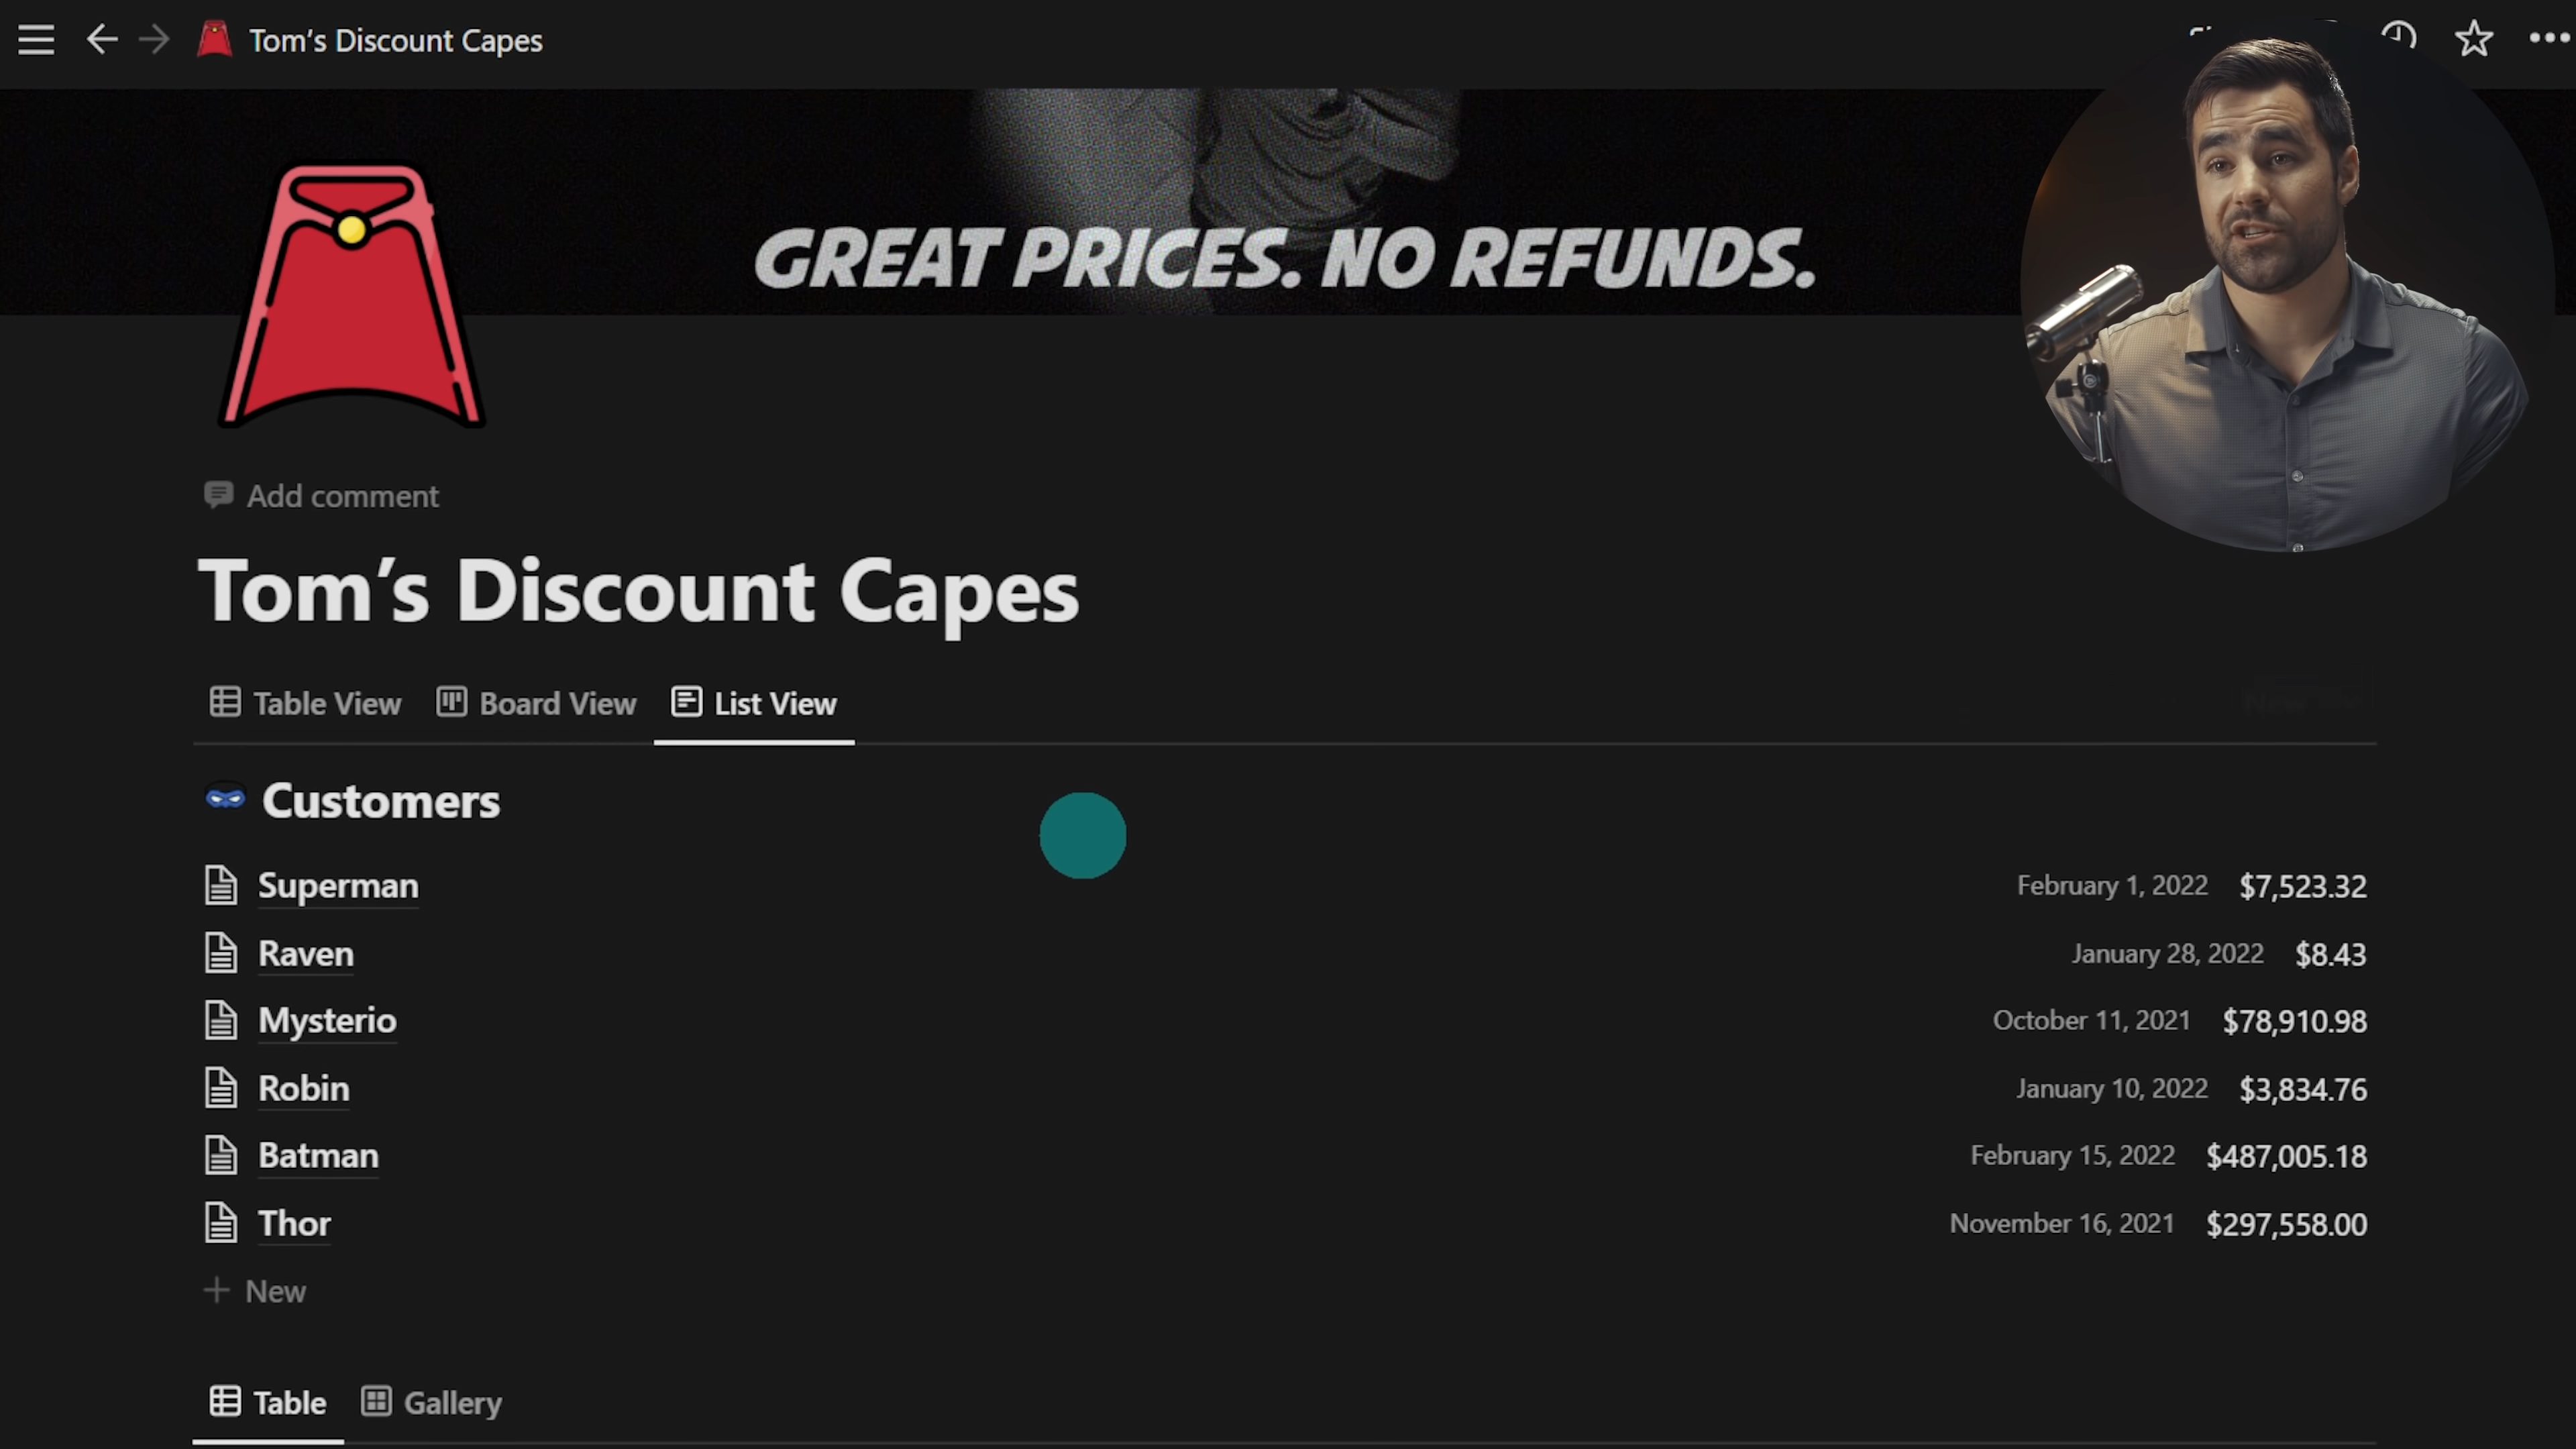 Tom's Discount Capes
GREAT PRICES. NO REFUNDS.
Add comment
Tom's Discount Capes
Table View Board View List View
Customers
Superman February 1, 2022 $7,523.32
Raven January 28, 2022 $8.43
Mysterio October 11, 2021 $78,910.98
Robin January 10, 2022 $3,834.76
Batman February 15, 2022 $487,005.18
Thor November 16, 2021 $297,558.00
New
Table Gallery